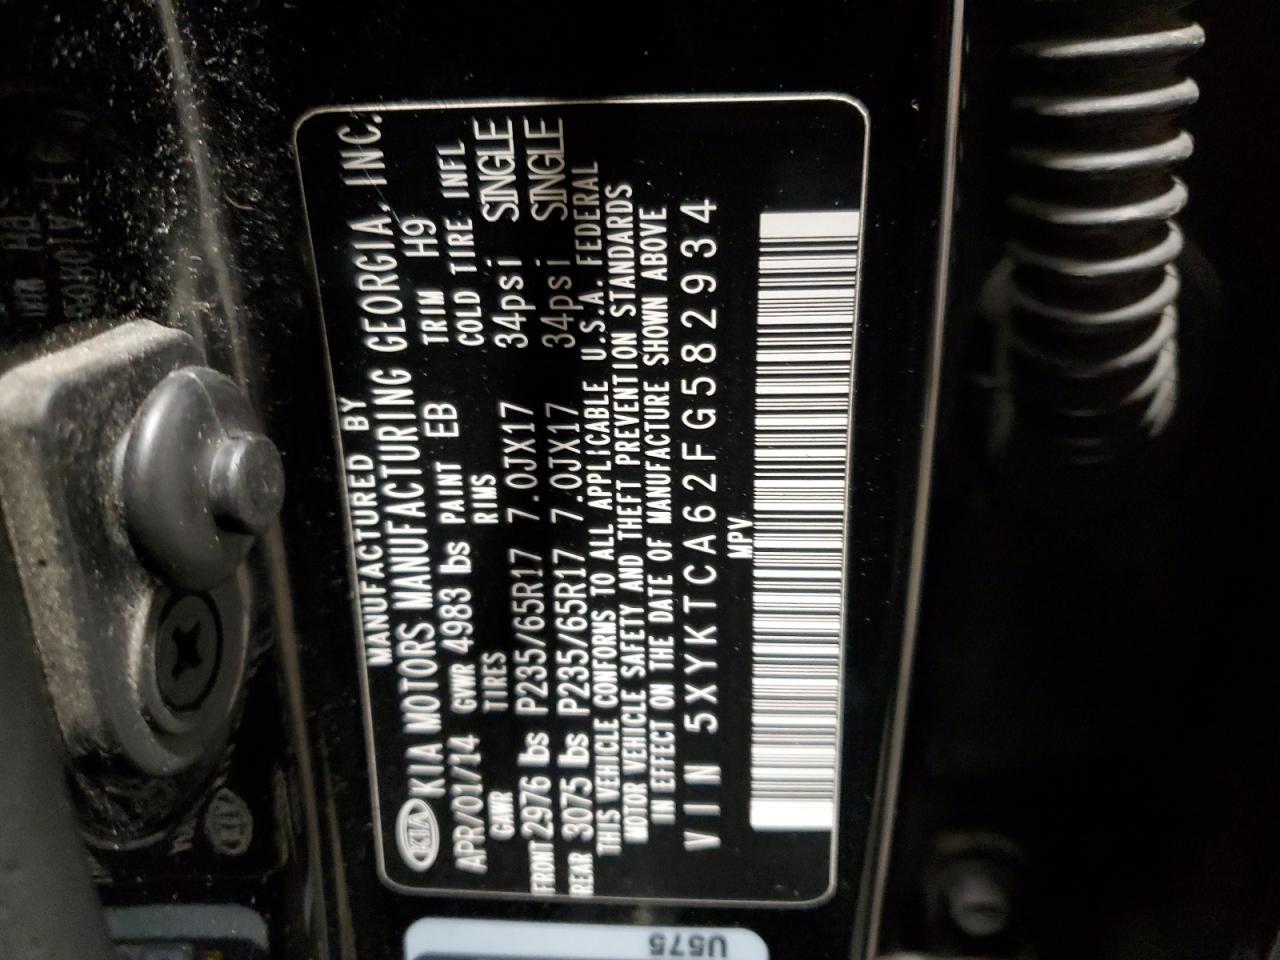 MANUFACTURED BY
KIA KIA MOTORS MANUFACTURING GEORGIA. INC.
APR/01/14 GVWR 4983 lbs PAINT EB TRIM H9
GAWR TIRES RIMS COLD TIRE INFL
FRONT 2976 lbs P235/65R17 7.0JX17 34psi SINGLE
REAR 3075 lbs P235/65R17 7.0JX17 34psi SINGLE
THIS VEHICLE CONFORMS TO ALL APPLICABLE U.S.A. FEDERAL
MOTOR VEHICLE SAFETY AND THEFT PREVENTION STANDARDS
IN EFFECT ON THE DATE OF MANUFACTURE SHOWN ABOVE
VIN 5XYKTCA62FG582934
MPV
U575
KIA